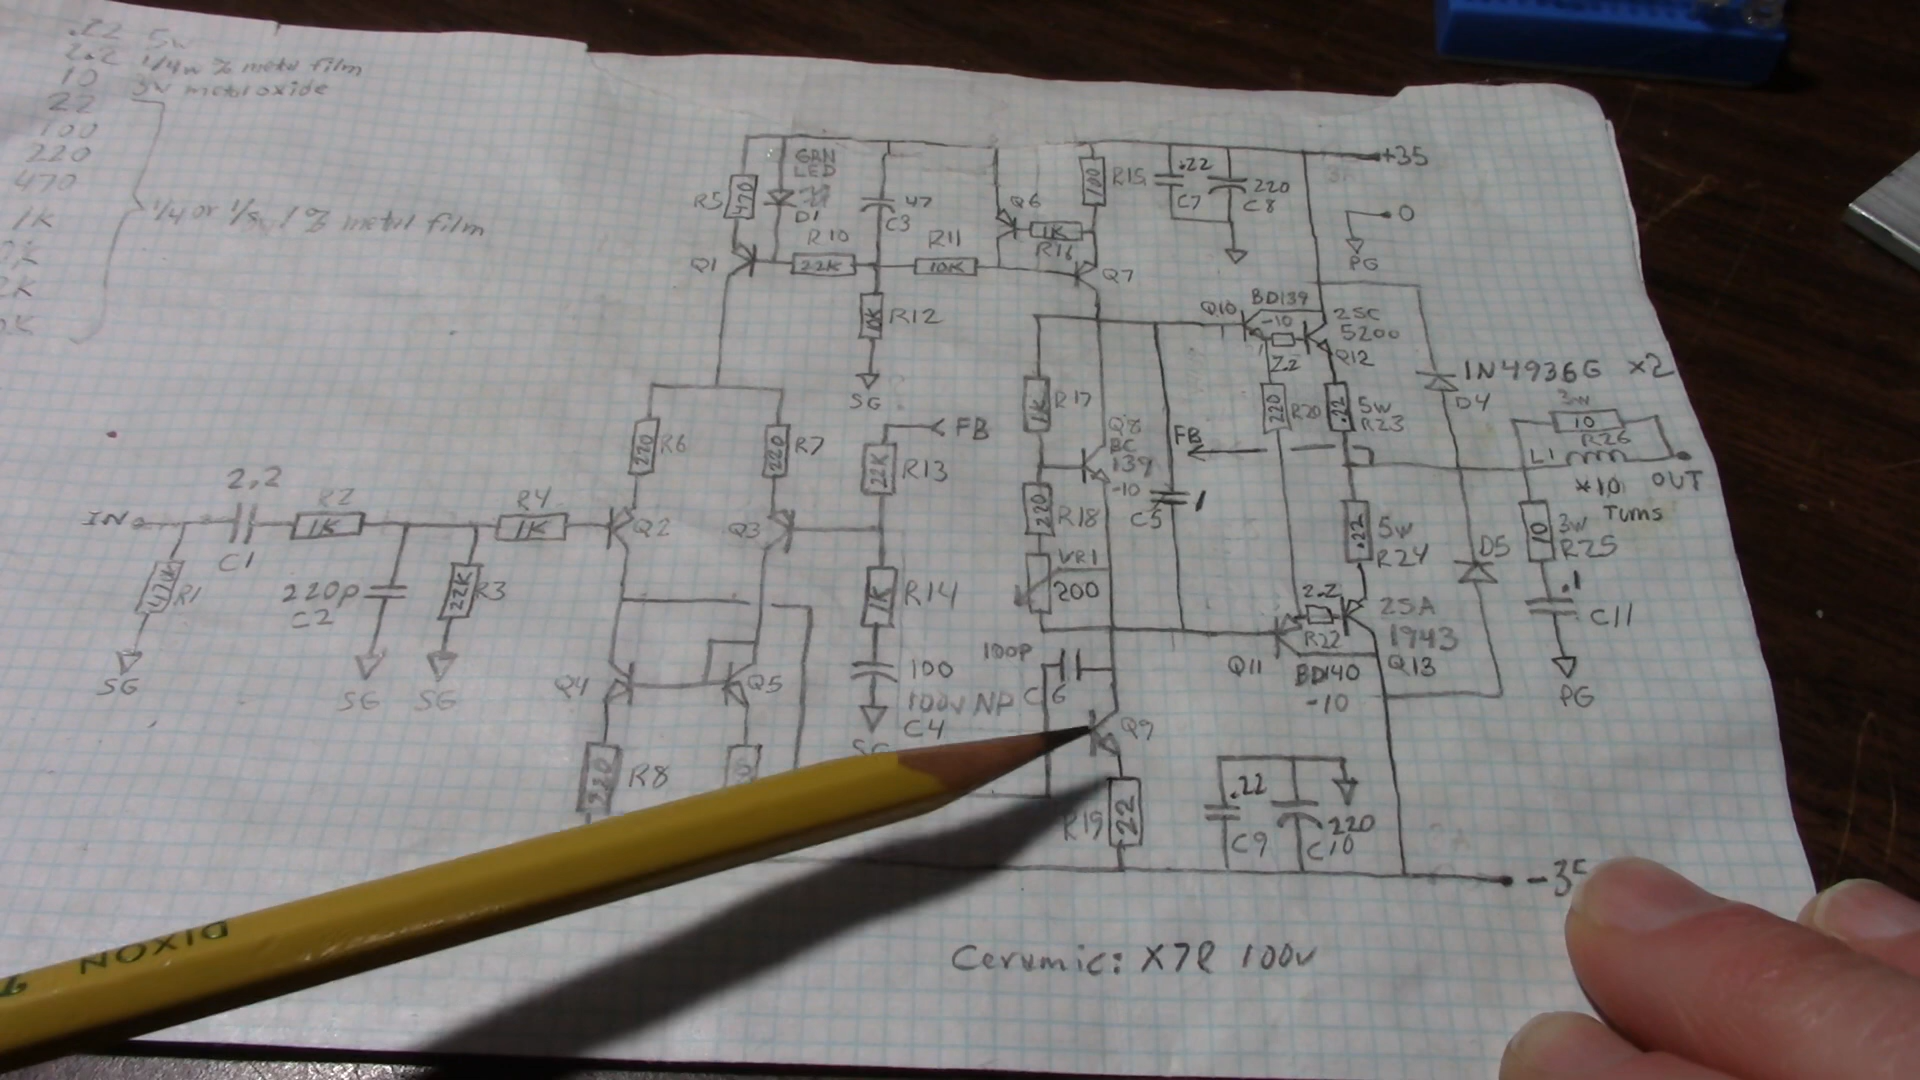 .22 5w
2.2 1/4w % metal film
10 3w metal oxide
22
100
220
470
1K
1/4 or 1/8, 1% metal film
GRN
LED
D1
R5
470
47
C3
Q1
R10
22K
R11
10K
R12
10K
SG
Q6
1K
R16
100
R15
Q7
.22
C7
220
C8
+35
0
PG
Q10
BD139
-10
2.2
2SC
5200
Q12
220
R20
.22
5W
R23
1N4936G x2
D4
3W
10
R26
L1
*10
Turns
OUT
FB
R13
22K
1K
R17
Q8
BC
139
-10
FB
C5
1
220
R18
VR1
200
.22
5W
R24
D5
3W
10
R25
.1
C11
PG
IN
2.2
C1
R2
1K
R4
1K
470K
R1
SG
220p
C2
SG
22K
R3
SG
220
R6
220
R7
Q2
Q3
1K
R14
100
100V NP
C4
SG
Q4
Q5
220
R8
100P
C6
Q9
R19
22
Q11
2.2
R22
BD140
-10
2SA
1943
Q13
.22
C9
220
C10
-35
Ceramic: X7R 100v
DIXON